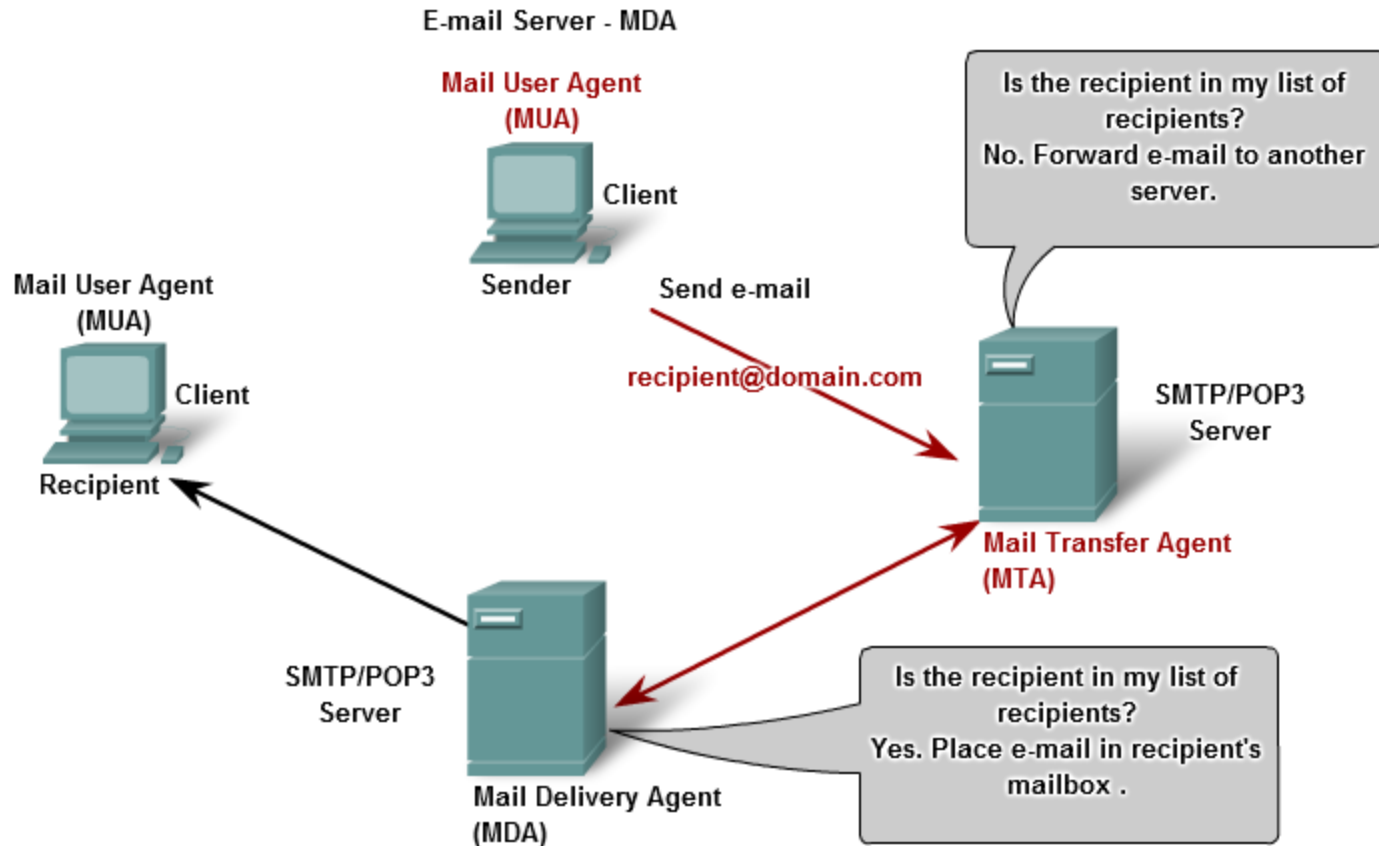 E-mail Server - MDA
Mail User Agent
(MUA)
Client
Sender
Is the recipient in my list of
recipients?
No. Forward e-mail to another
server.
Mail User Agent
(MUA)
Client
Recipient
Send e-mail
recipient@domain.com
SMTP/POP3
Server
Mail Transfer Agent
(MTA)
SMTP/POP3
Server
Mail Delivery Agent
(MDA)
Is the recipient in my list of
recipients?
Yes. Place e-mail in recipient's
mailbox .